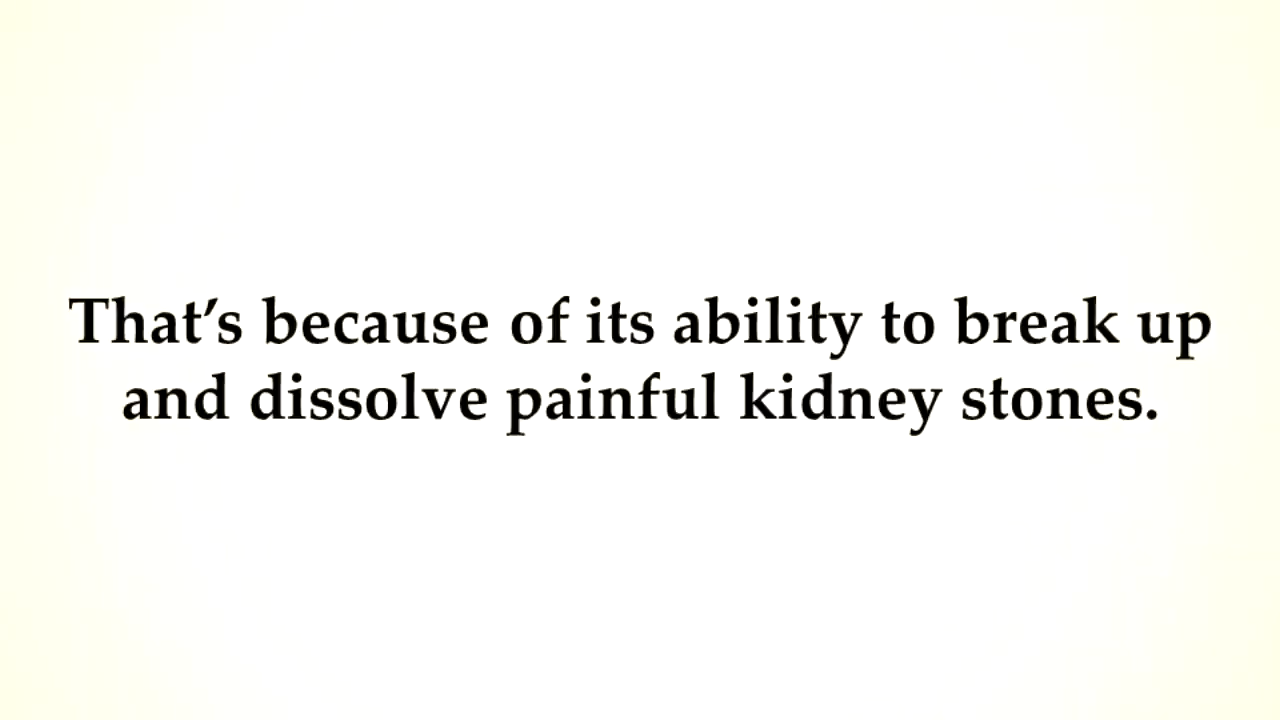 That’s because of its ability to break up
and dissolve painful kidney stones.